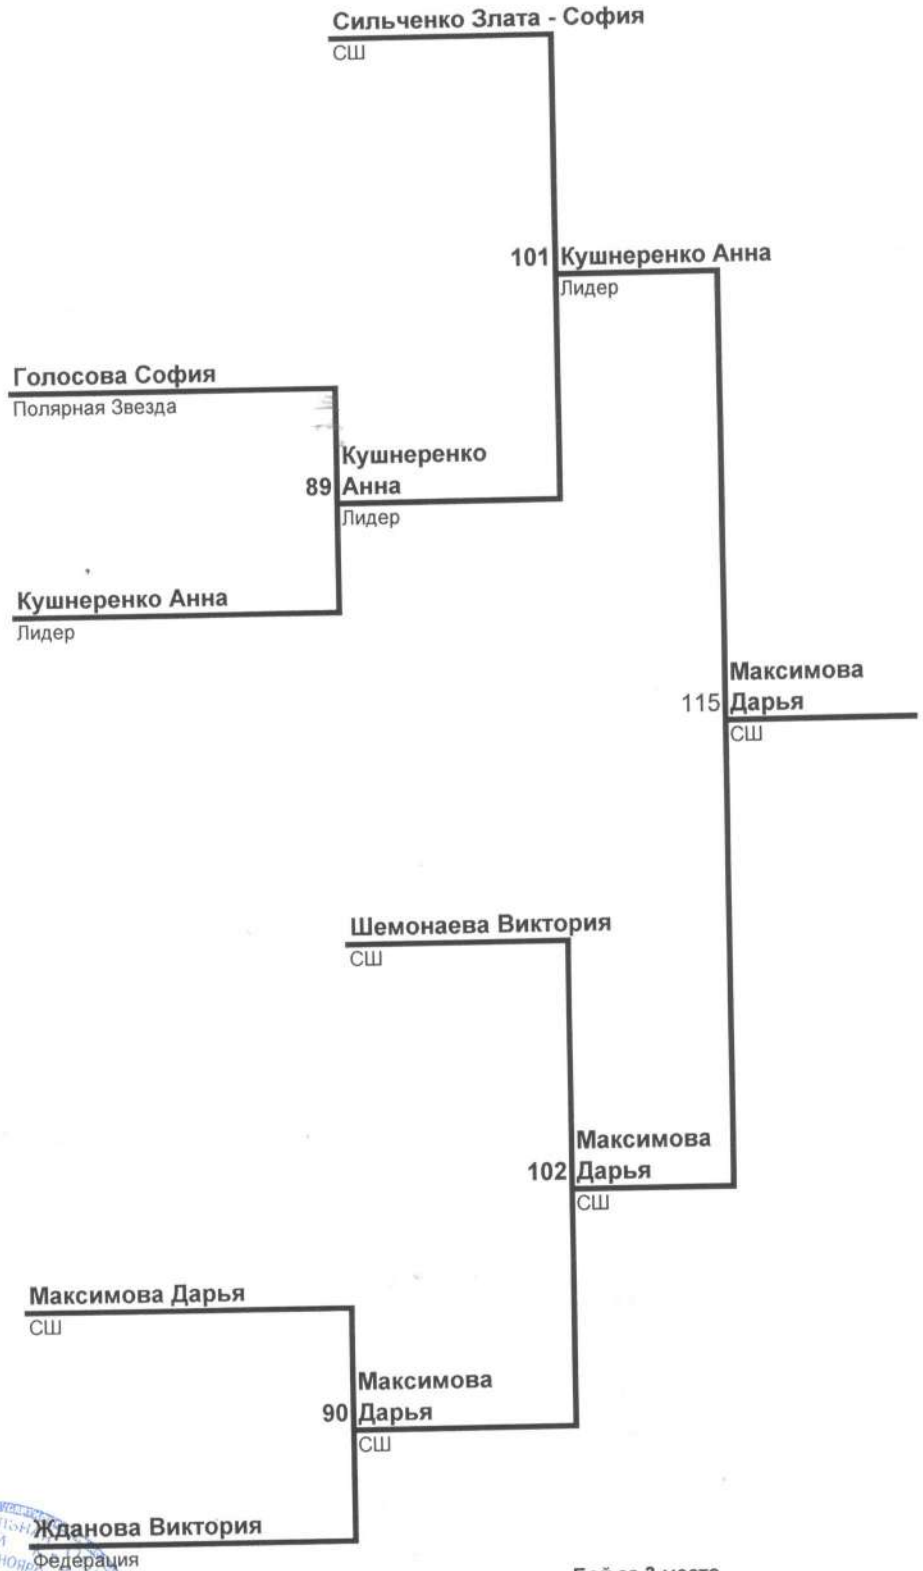 Сильченко Злата - София
СШ
101 Кушнеренко Анна
Лидер
Голосова София
Полярная Звезда
Кушнеренко
89 Анна
Лидер
Кушнеренко Анна
Лидер
Максимова
115 Дарья
СШ
Шемонаева Виктория
СШ
Максимова
102 Дарья
СШ
Максимова Дарья
СШ
Максимова
90 Дарья
СШ
Жданова Виктория
Федерация